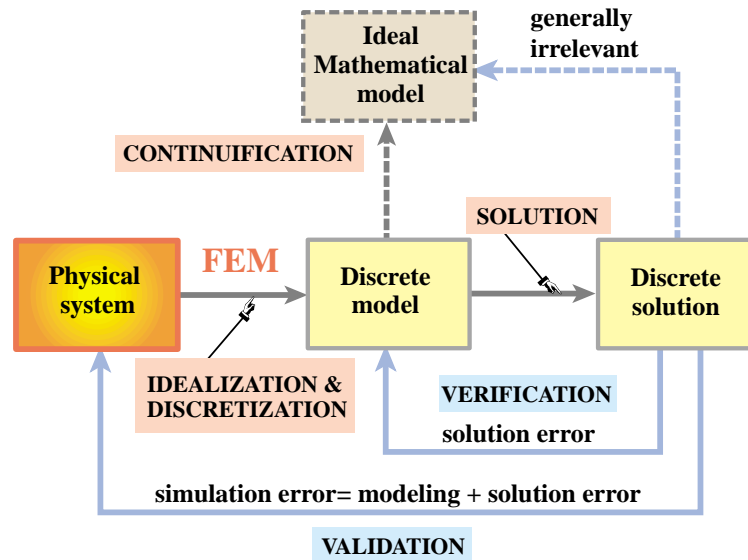 generally
irrelevant
Ideal
Mathematical
model
CONTINUIFICATION
SOLUTION
FEM
Physical
system
Discrete
model
Discrete
solution
IDEALIZATION &
DISCRETIZATION
VERIFICATION
solution error
simulation error= modeling + solution error
VALIDATION